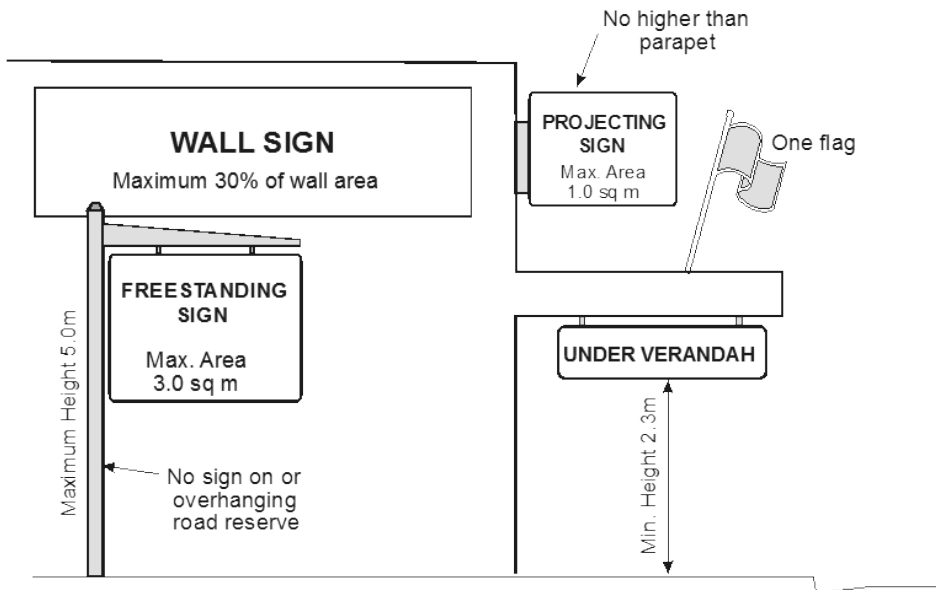 No higher than
parapet
WALL SIGN
Maximum 30% of wall area
PROJECTING
SIGN
Max. Area
1.0 sq m
One flag
FREESTANDING
SIGN
Max. Area
3.0 sq m
UNDER VERANDAH
Maximum Height 5.0m
No sign on or
overhanging
road reserve
Min. Height 2.3m